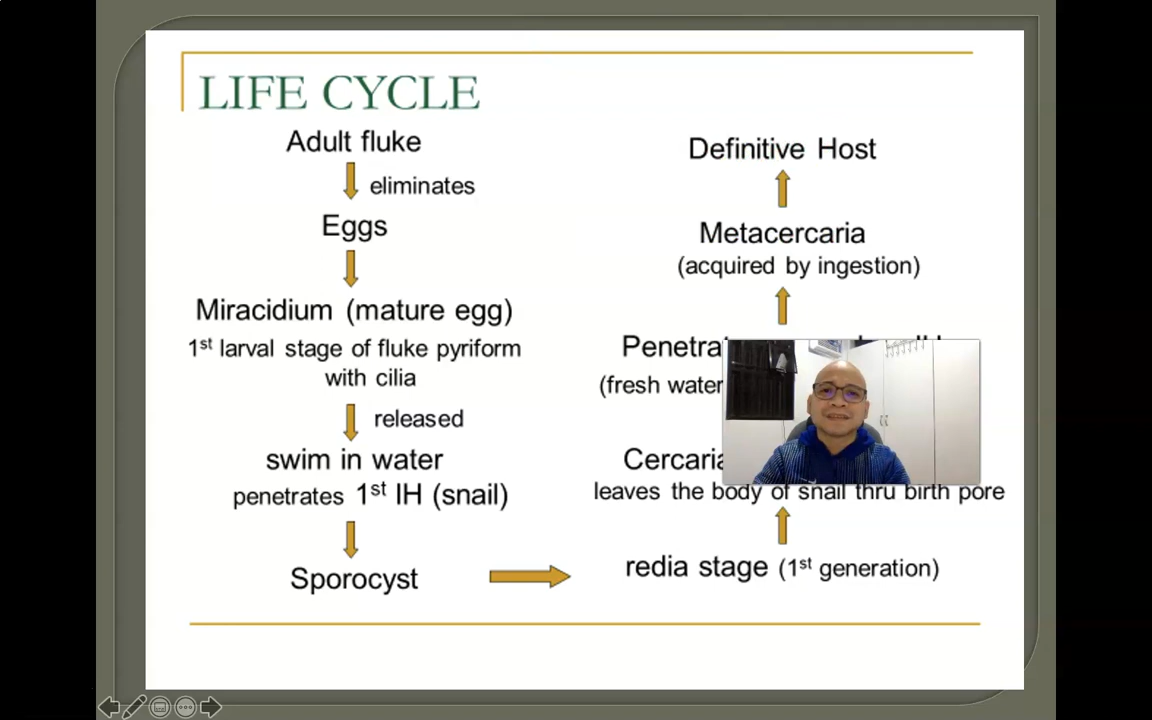 LIFE CYCLE
Adult fluke
eliminates
Eggs
Miracidium (mature egg)
1st larval stage of fluke pyriform
with cilia
released
swim in water
penetrates 1st IH (snail)
Sporocyst
Definitive Host
Metacercaria
(acquired by ingestion)
(fresh water
leaves the body of snail thru birth pore
redia stage (1st generation)